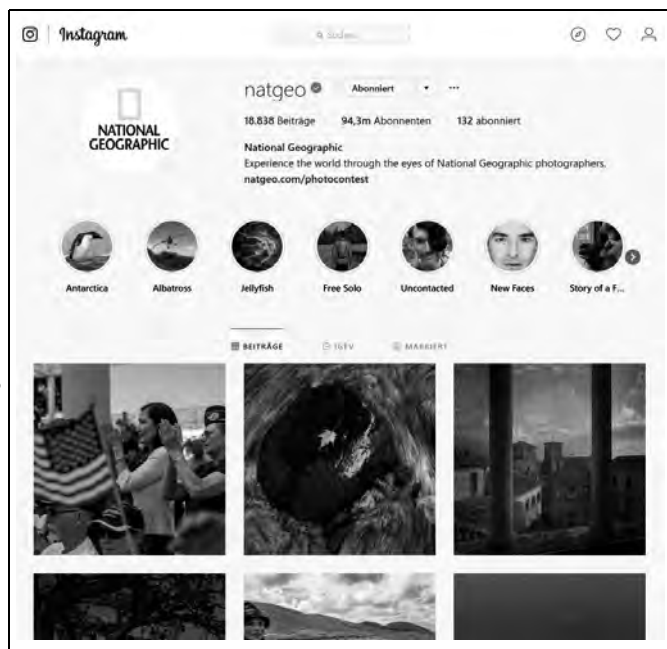 Instagram
Suchen
natgeo Abonniert
18.838 Beiträge 94,3m Abonnenten 132 abonniert
NATIONAL
GEOGRAPHIC
National Geographic
Experience the world through the eyes of National Geographic photographers.
natgeo.com/photocontest
Antarctica Albatross Jellyfish Free Solo Uncontacted New Faces Story of a F...
BEITRÄGE IGTV MARKIERT